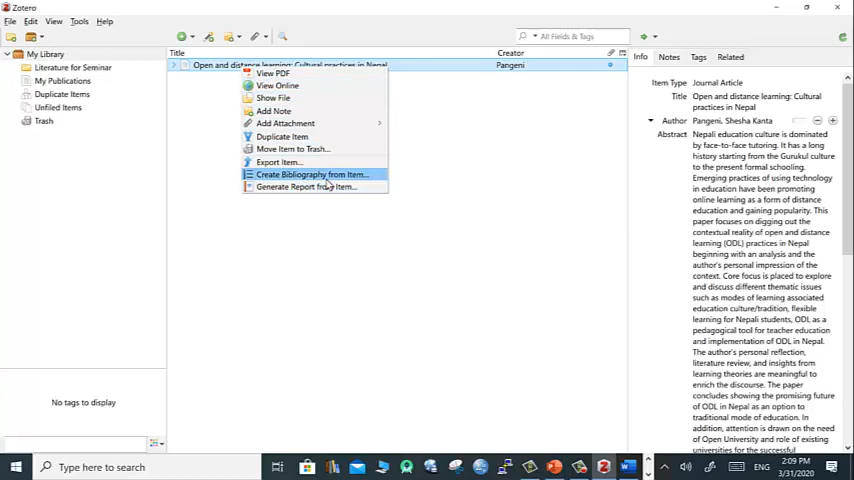 Zotero
File Edit View Tools Help
All Fields & Tags
My Library
Literature for Seminar
My Publications
Duplicate Items
Unfiled Items
Trash
No tags to display
Title Creator
Open and distance learning: Cultural practices in Nepal Pangeni
View PDF
View Online
Show File
Add Note
Add Attachment
Duplicate Item
Move Item to Trash...
Export Item...
Create Bibliography from Item...
Generate Report from Item...
Info Notes Tags Related
Item Type Journal Article
Title Open and distance learning: Cultural
practices in Nepal
Author Pangeni, Shesha Kanta
Abstract Nepali education culture is dominated
by face-to-face tutoring. It has a long
history starting from the Gurukul culture
to the present formal schooling.
Emerging practices of using technology
in education have been promoting
online learning as a form of distance
education and gaining popularity. This
paper focuses on digging out the
contextual reality of open and distance
learning (ODL) practices in Nepal
beginning with an analysis and the
author's personal impression of the
context. Core focus is placed to explore
and discuss different thematic issues
such as modes of learning associated
education culture/tradition, flexible
learning for Nepali students, ODL as a
pedagogical tool for teacher education
and implementation of ODL in Nepal.
The author's personal reflection,
literature review, and insights from
learning theories are meaningful to
enrich the discourse. The paper
concludes showing the promising future
of ODL in Nepal as an option to
traditional mode of education. In
addition, attention is drawn on the need
of Open University and role of existing
universities for the successful
Type here to search
ENG
2:09 PM
3/31/2020